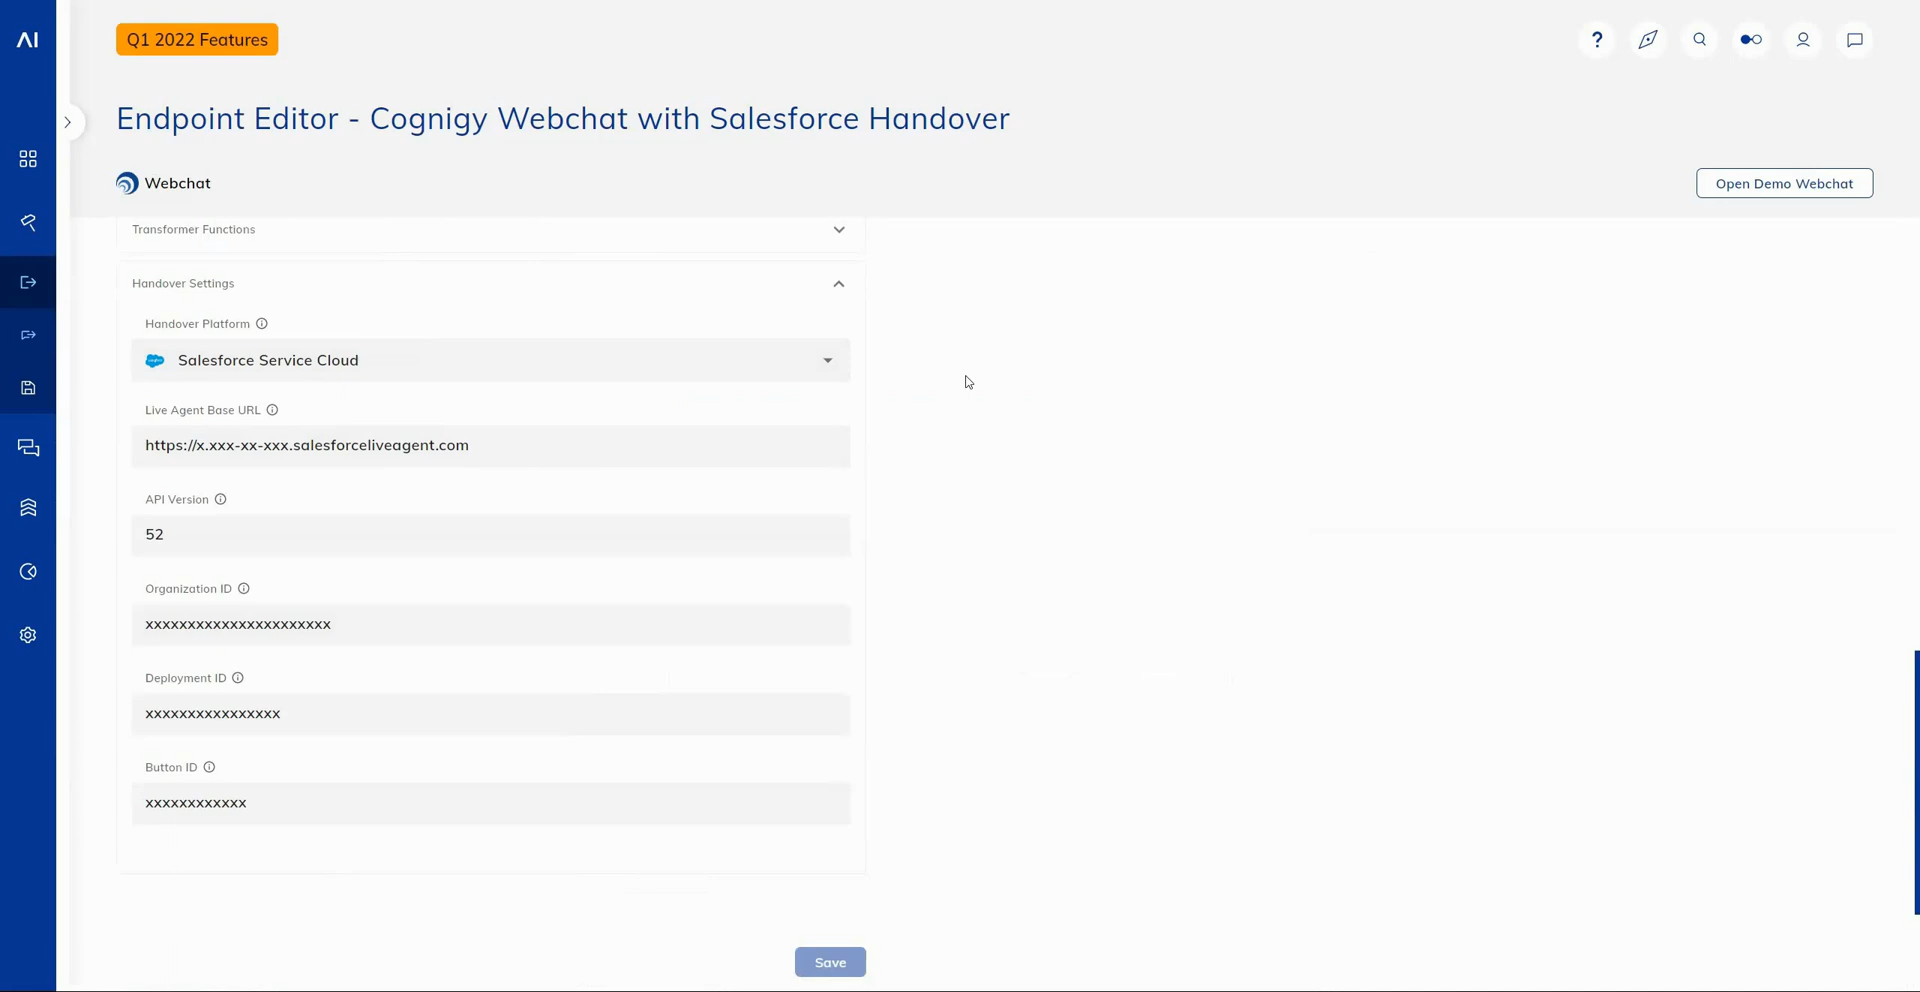 AI
Q1 2022 Features
?
Endpoint Editor - Cognigy Webchat with Salesforce Handover
Webchat
Open Demo Webchat
Transformer Functions
Handover Settings
Handover Platform
Salesforce Service Cloud
Live Agent Base URL
https://x.xxx-xx-xxx.salesforceliveagent.com
API Version
52
Organization ID
xxxxxxxxxxxxxxxxxxxxxx
Deployment ID
xxxxxxxxxxxxxxxx
Button ID
xxxxxxxxxxxx
Save